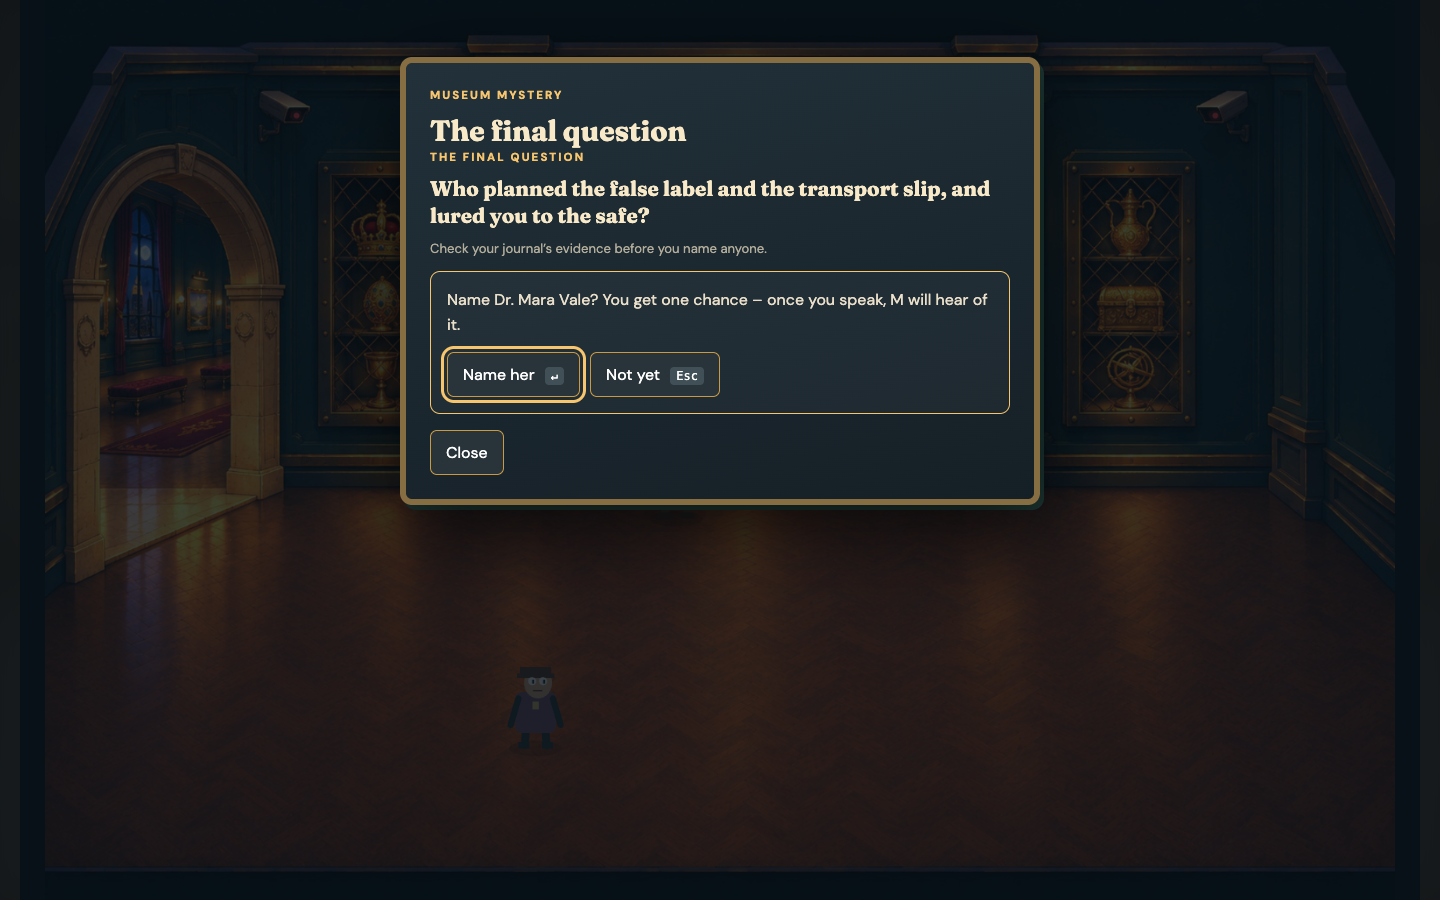 MUSEUM MYSTERY
The final question
THE FINAL QUESTION
Who planned the false label and the transport slip, and
lured you to the safe?
Check your journal’s evidence before you name anyone.
Name Dr. Mara Vale? You get one chance – once you speak, M will hear of
it.
Name her ↵ Not yet Esc
Close